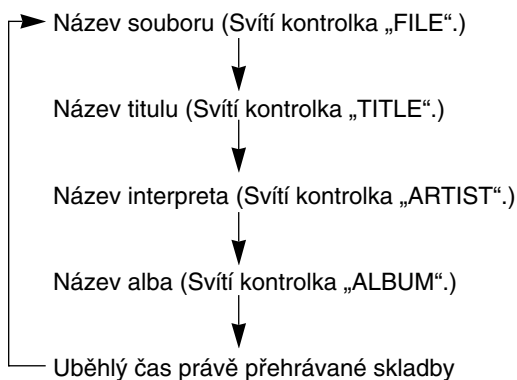 Název souboru (Svítí kontrolka „FILE“.)
Název titulu (Svítí kontrolka „TITLE“.)
Název interpreta (Svítí kontrolka „ARTIST“.)
Název alba (Svítí kontrolka „ALBUM“.)
Uběhlý čas právě přehrávané skladby